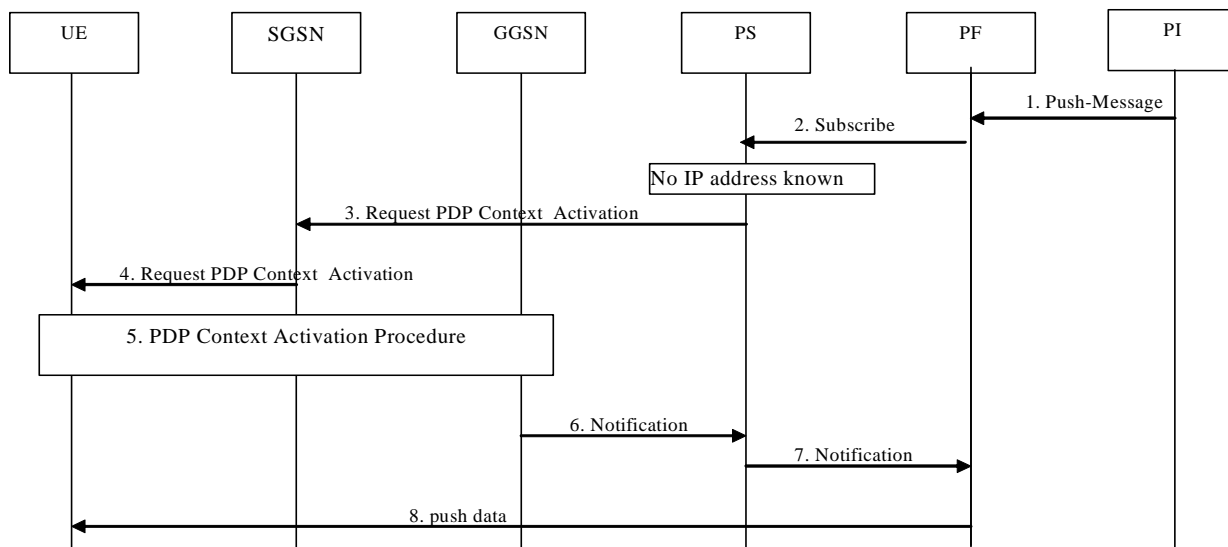 UE
SGSN
GGSN
PS
PF
PI
1. Push-Message
2. Subscribe
No IP address known
3. Request PDP Context Activation
4. Request PDP Context Activation
5. PDP Context Activation Procedure
6. Notification
7. Notification
8. push data